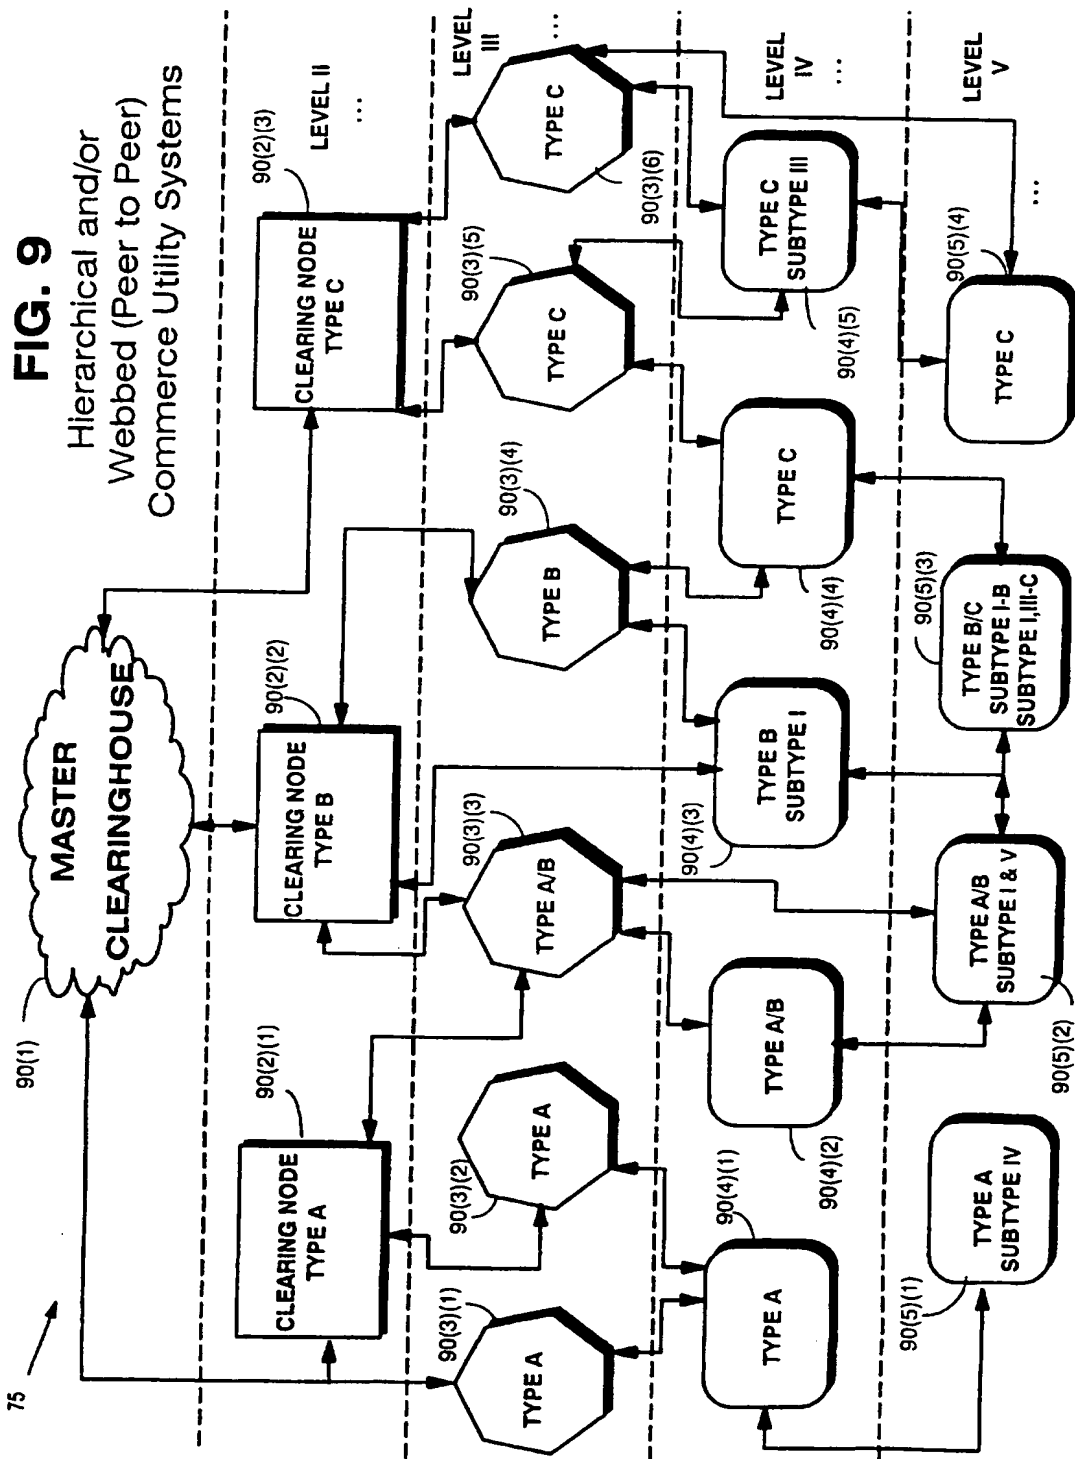 FIG. 9
Hierarchical and/or
Webbed (Peer to Peer)
Commerce Utility Systems
75
90(1)
MASTER
CLEARINGHOUSE
LEVEL II
...
90(2)(1)
CLEARING NODE
TYPE A
90(2)(2)
CLEARING NODE
TYPE B
90(2)(3)
CLEARING NODE
TYPE C
LEVEL
III
...
90(3)(1)
TYPE A
90(3)(2)
TYPE A
90(3)(3)
TYPE A/B
90(3)(4)
TYPE B
90(3)(5)
TYPE C
90(3)(6)
TYPE C
LEVEL
IV
...
90(4)(1)
TYPE A
90(4)(2)
TYPE A/B
90(4)(3)
TYPE B
SUBTYPE I
90(4)(4)
TYPE C
90(4)(5)
TYPE C
SUBTYPE III
LEVEL
V
...
90(5)(1)
TYPE A
SUBTYPE IV
90(5)(2)
TYPE A/B
SUBTYPE I & V
90(5)(3)
TYPE B/C
SUBTYPE I-B
SUBTYPE I,III-C
90(5)(4)
TYPE C